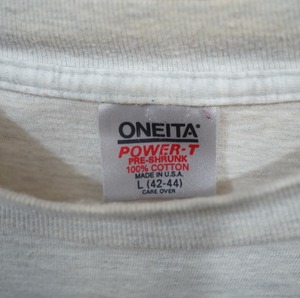 ONEITA®
POWER-T
PRE-SHRUNK
100% COTTON
MADE IN U.S.A.
L (42-44)
CARE OVER